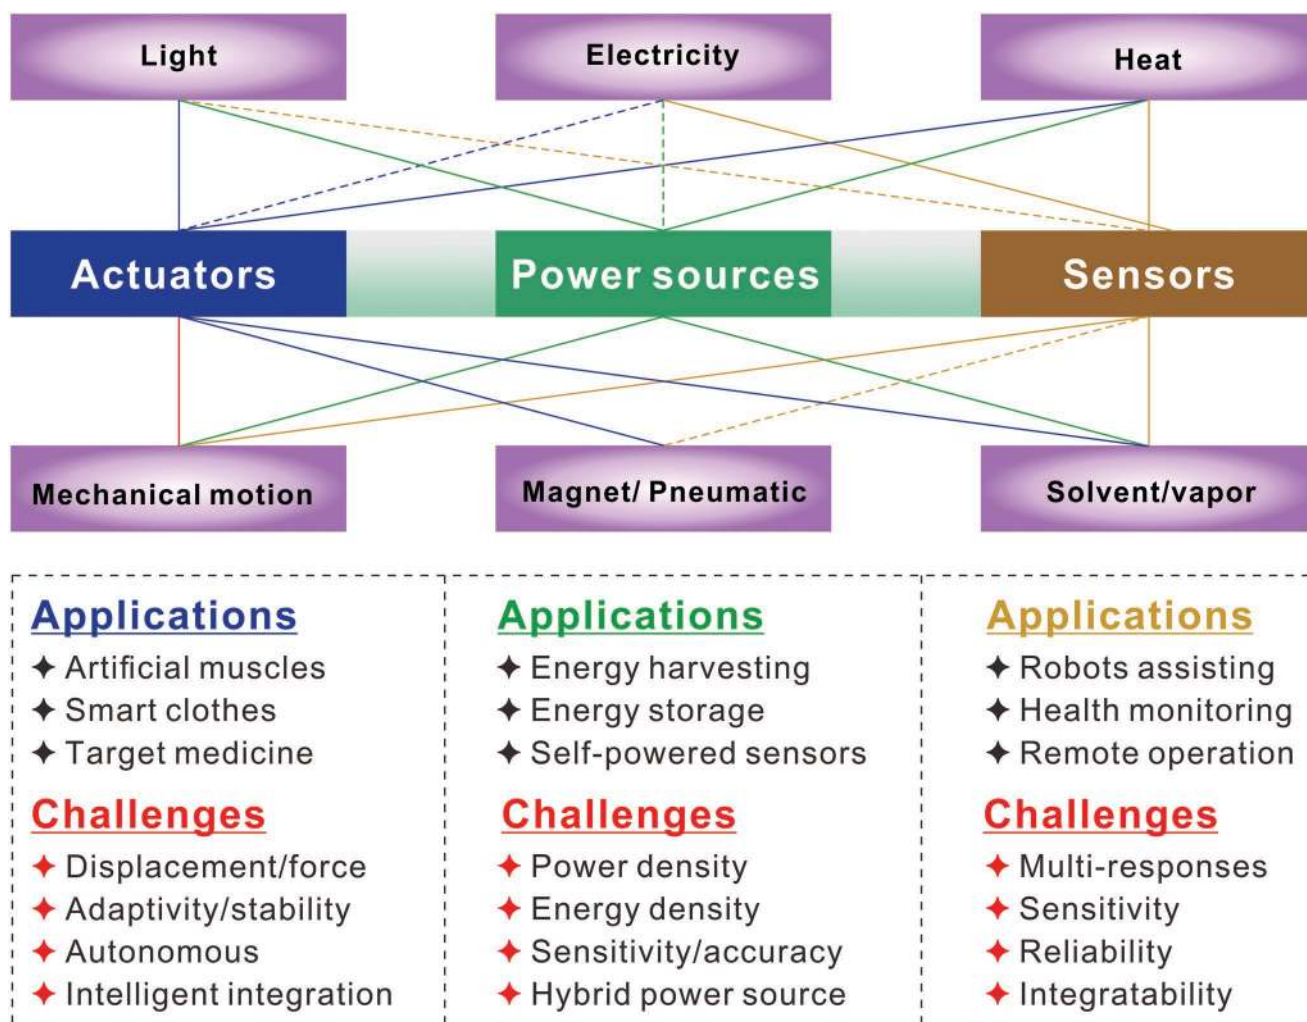 Light
Electricity
Heat
Actuators
Power sources
Sensors
Mechanical motion
Magnet/ Pneumatic
Solvent/vapor
Applications
✦ Artificial muscles
✦ Smart clothes
✦ Target medicine
Challenges
✦ Displacement/force
✦ Adaptivity/stability
✦ Autonomous
✦ Intelligent integration
Applications
✦ Energy harvesting
✦ Energy storage
✦ Self-powered sensors
Challenges
✦ Power density
✦ Energy density
✦ Sensitivity/accuracy
✦ Hybrid power source
Applications
✦ Robots assisting
✦ Health monitoring
✦ Remote operation
Challenges
✦ Multi-responses
✦ Sensitivity
✦ Reliability
✦ Integratability